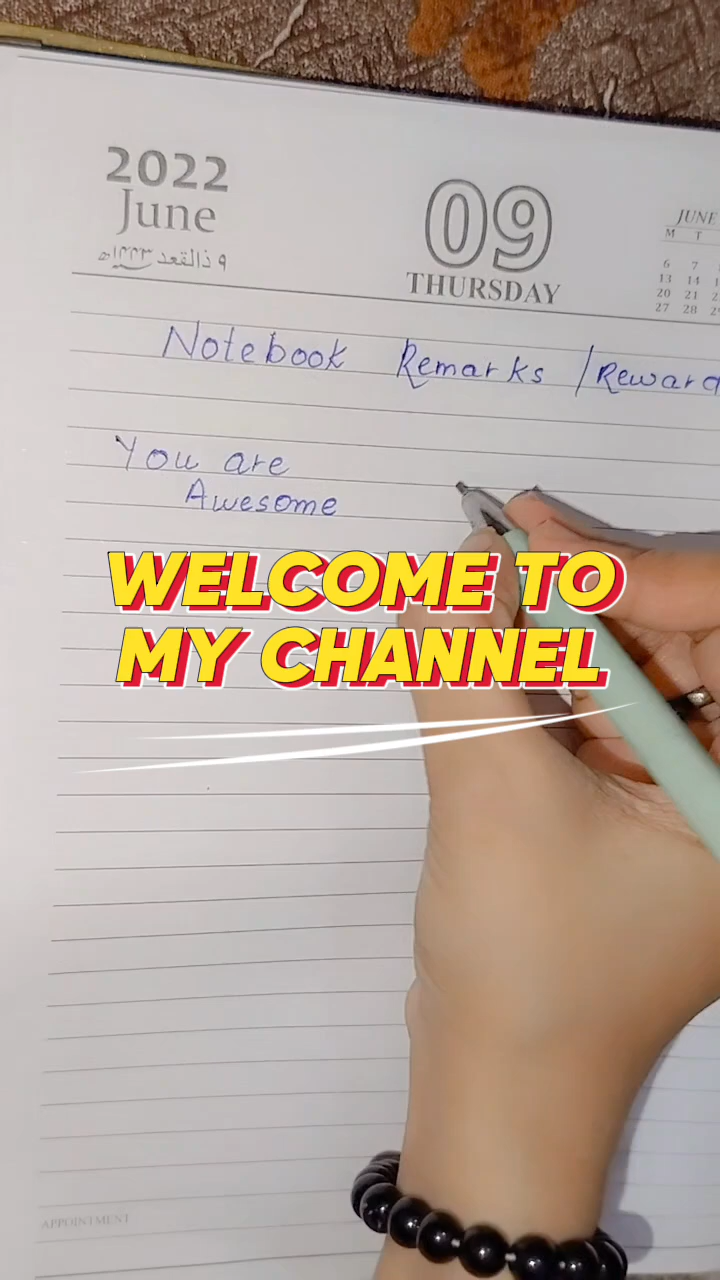 2022
June
٩ ذالقعد ١٤٤٣ھ
09
THURSDAY
JUNE
M T
6 7
13 14
20 21
27 28
Notebook Remarks / Reward
You are
Awesome
WELCOME TO
MY CHANNEL
APPOINTMENT